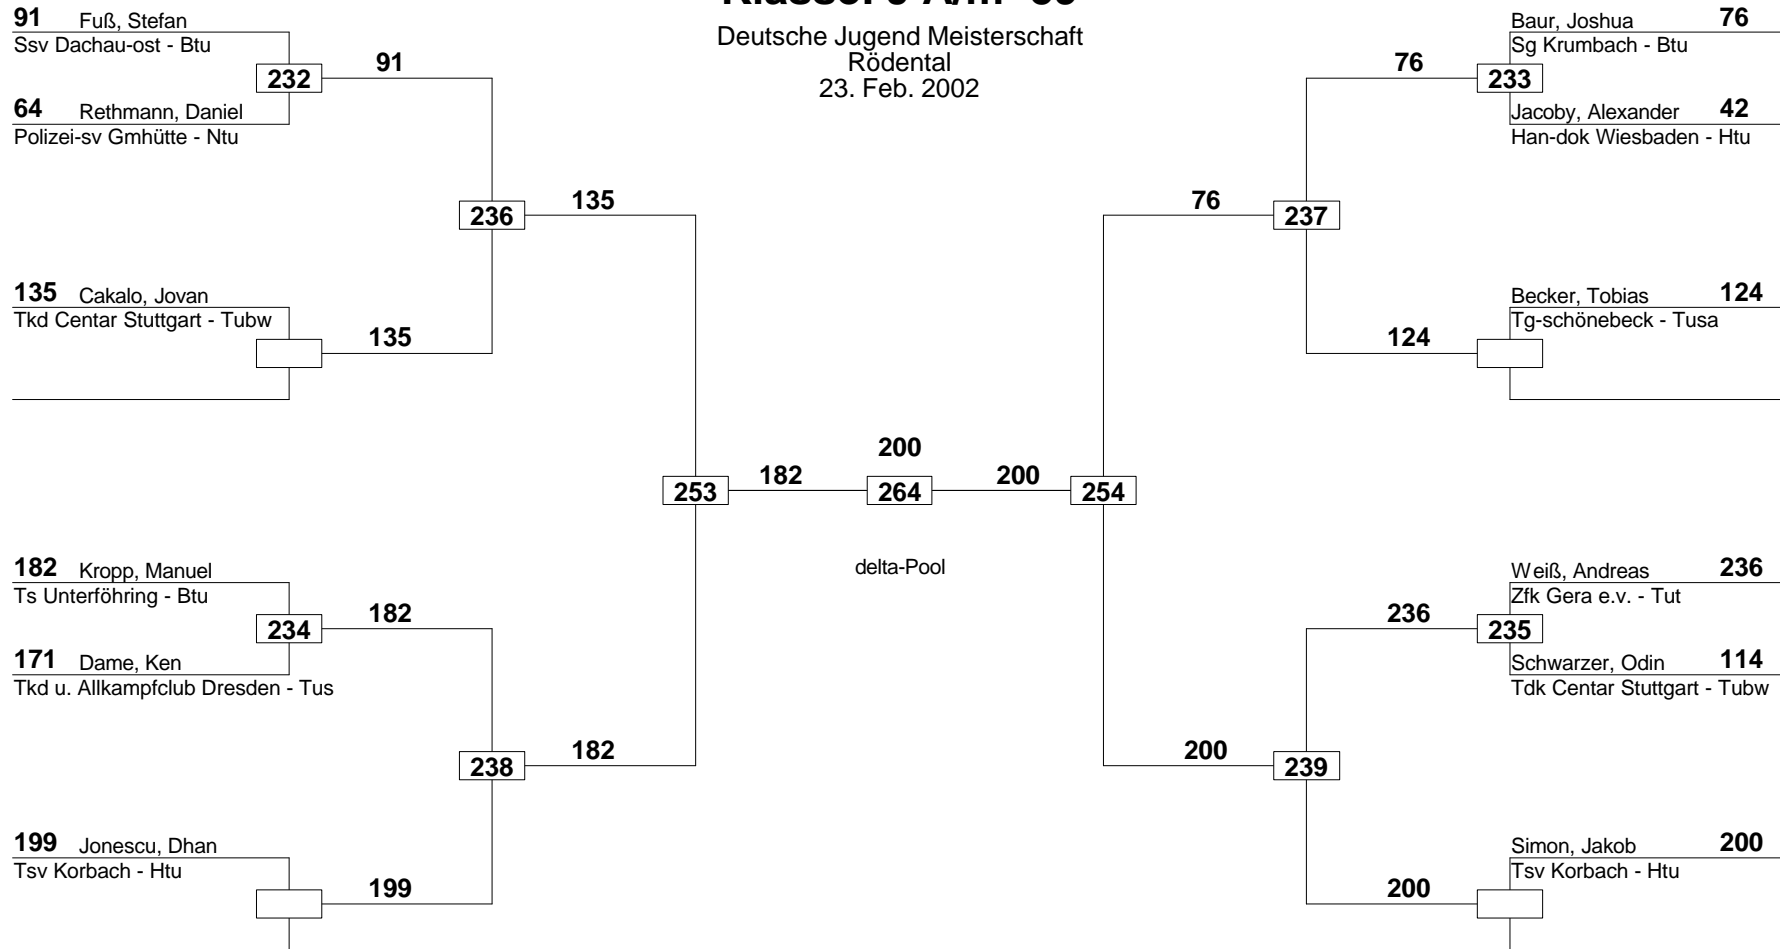 Deutsche Jugend Meisterschaft
Rödental
23. Feb. 2002
91 Fuß, Stefan
Ssv Dachau-ost - Btu
232
91
64 Rethmann, Daniel
Polizei-sv Gmhütte - Ntu
236
135
135 Cakalo, Jovan
Tkd Centar Stuttgart - Tubw
135
253
182
182 Kropp, Manuel
Ts Unterföhring - Btu
234
182
171 Dame, Ken
Tkd u. Allkampfclub Dresden - Tus
238
182
199 Jonescu, Dhan
Tsv Korbach - Htu
199
200
264
delta-Pool
200
254
Baur, Joshua 76
Sg Krumbach - Btu
76
233
Jacoby, Alexander 42
Han-dok Wiesbaden - Htu
76
237
Becker, Tobias 124
Tg-schönebeck - Tusa
124
Weiß, Andreas 236
Zfk Gera e.v. - Tut
236
235
Schwarzer, Odin 114
Tdk Centar Stuttgart - Tubw
200
239
Simon, Jakob 200
Tsv Korbach - Htu
200